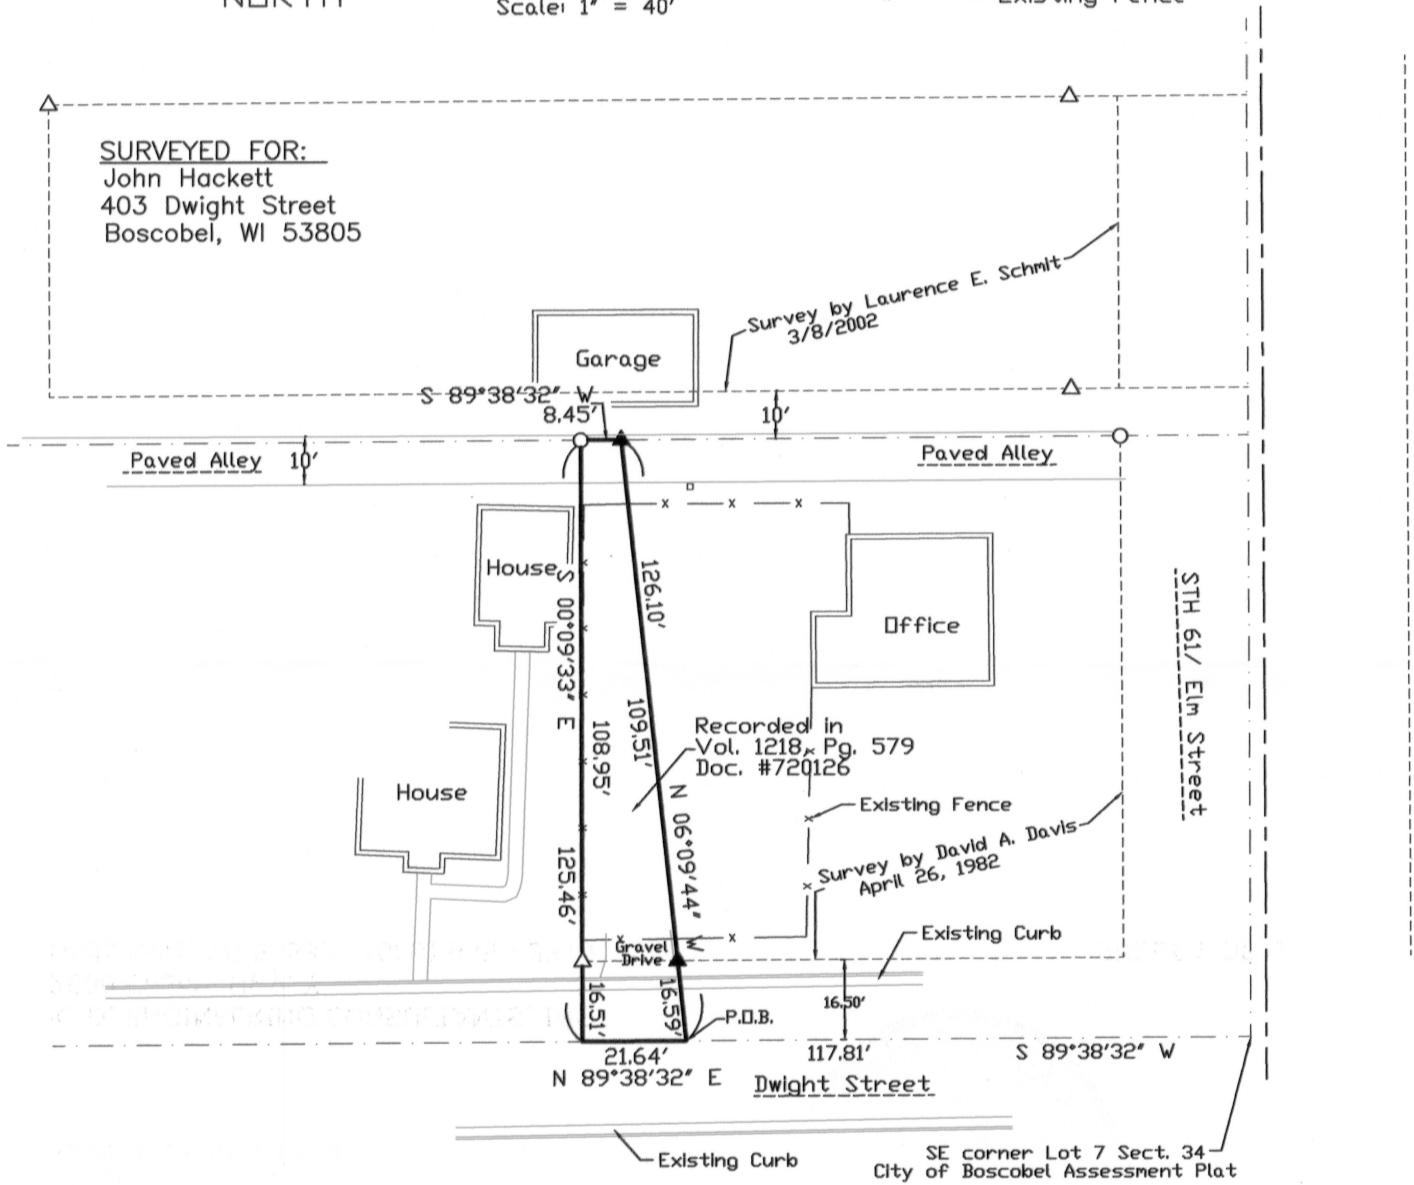 Scale: 1" = 40'
SURVEYED FOR:
John Hackett
403 Dwight Street
Boscobel, WI 53805
Survey by Laurence E. Schmit
3/8/2002
Garage
S 89°38'32" W
8.45'
10'
Paved Alley
10'
Paved Alley
House
S 00°09'33" E
126.10'
Office
STH 61/ Elm Street
109.51'
108.95'
Recorded in
Vol. 1218, Pg. 579
Doc. #720126
House
N 06°09'44" W
Existing Fence
125.46'
Survey by David A. Davis
April 26, 1982
Existing Curb
Gravel
Drive
16.51'
16.59'
16.50'
P.O.B.
21.64'
117.81'
S 89°38'32" W
N 89°38'32" E
Dwight Street
SE corner Lot 7 Sect. 34
City of Boscobel Assessment Plat
Existing Curb